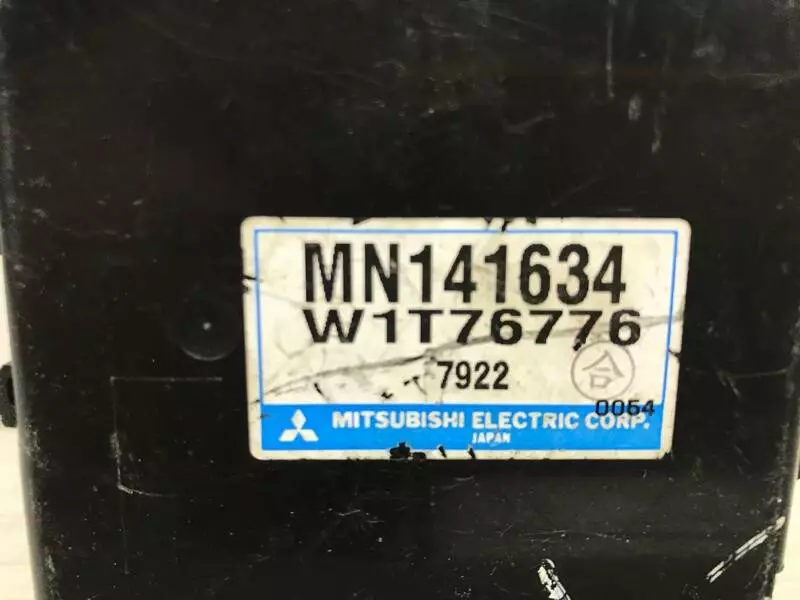 MN141634
W1T76776
7922
合
0054
MITSUBISHI ELECTRIC CORP.
JAPAN